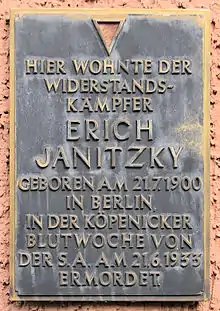 HIER WOHNTE DER
WIDERSTANDS-
KÄMPFER
ERICH
JANITZKY
GEBOREN AM 21.7.1900
IN BERLIN.
IN DER KÖPENICKER
BLUTWOCHE VON
DER S.A. AM 21.6.1933
ERMORDET.